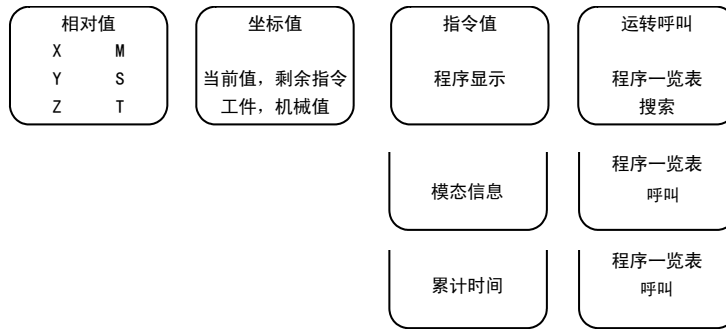 相对值
X M
Y S
Z T
坐标值
当前值，剩余指令
工件，机械值
指令值
程序显示
运转呼叫
程序一览表
搜索
模态信息
程序一览表
呼叫
累计时间
程序一览表
呼叫